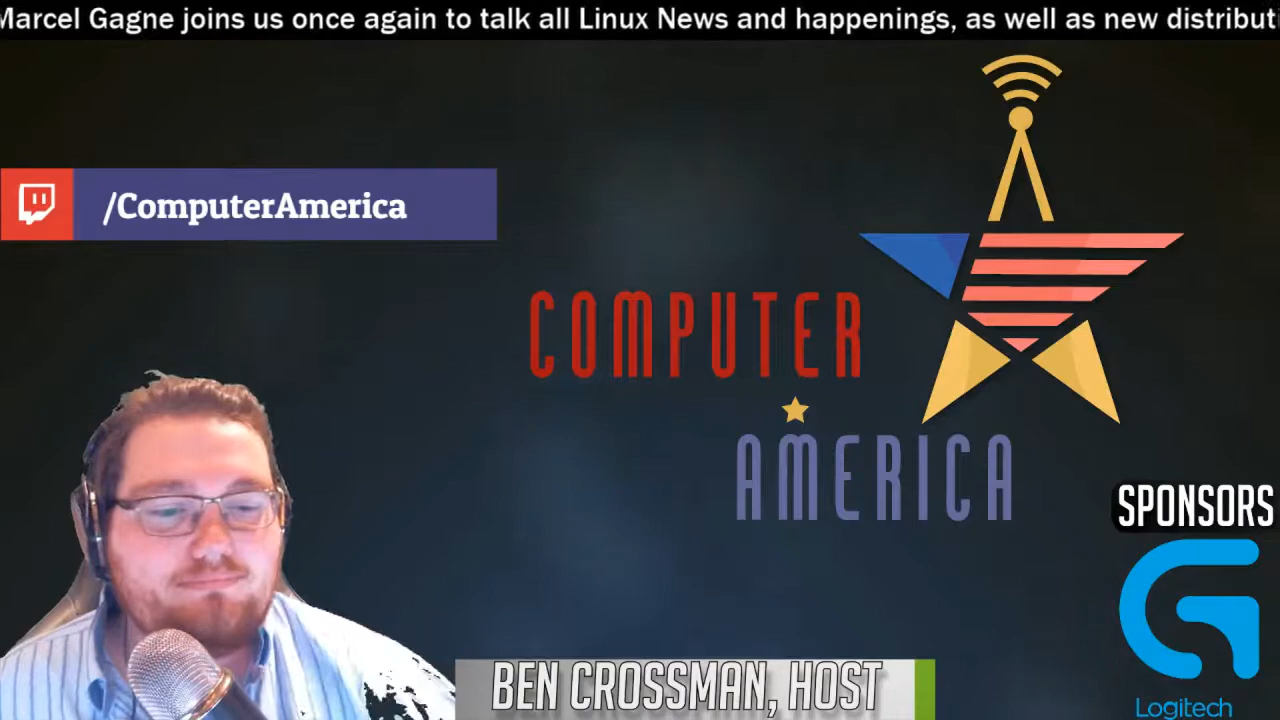 Marcel Gagne joins us once again to talk all Linux News and happenings, as well as new distribut
/ComputerAmerica
COMPUTER
AMERICA
SPONSORS
BEN CROSSMAN, HOST
Logitech